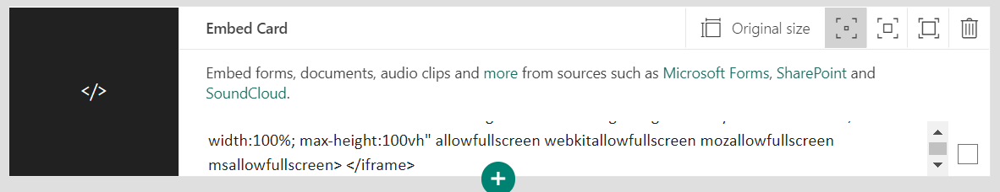 Embed Card
Original size
</>
Embed forms, documents, audio clips and more from sources such as Microsoft Forms, SharePoint and
SoundCloud.
width:100%; max-height:100vh" allowfullscreen webkitallowfullscreen mozallowfullscreen
msallowfullscreen> </iframe>